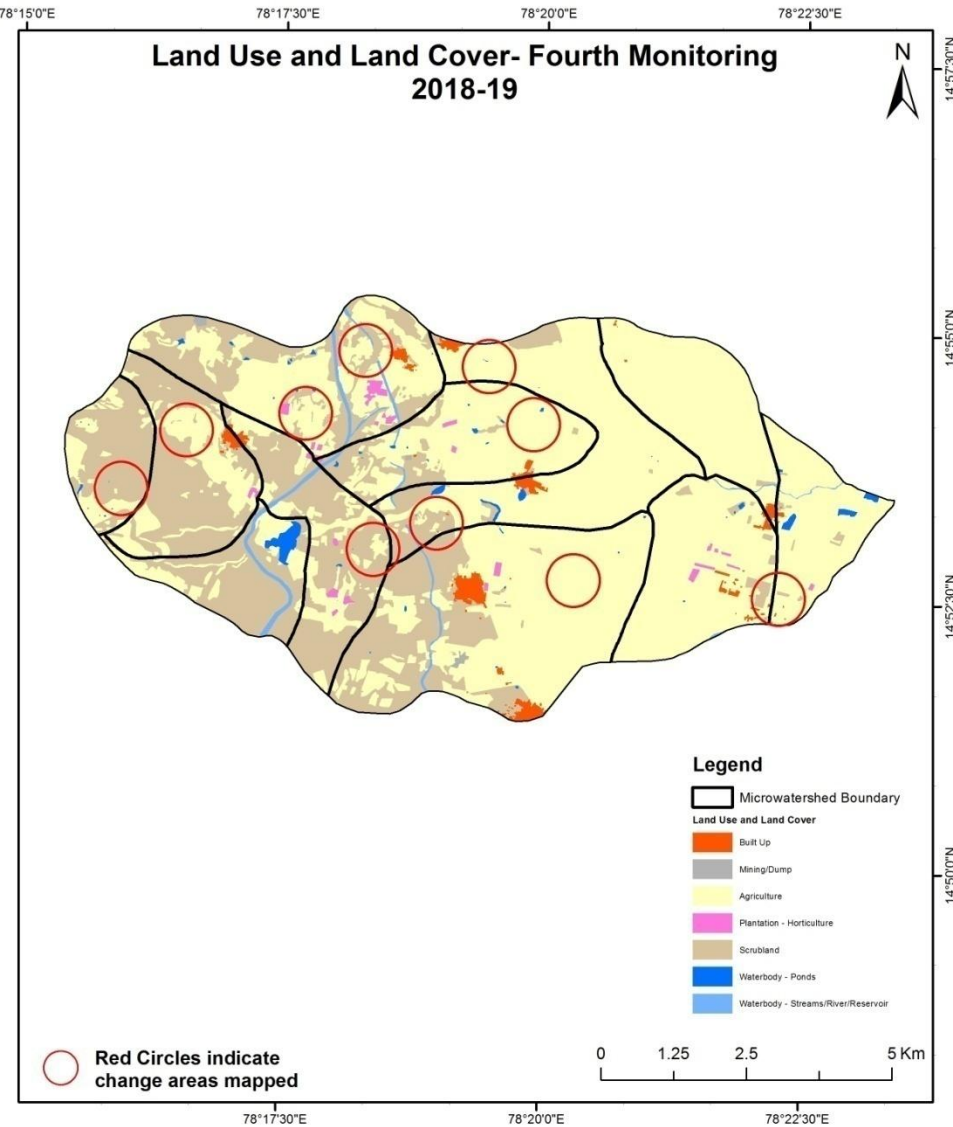 78°15'0"E 78°17'30"E 78°20'0"E 78°22'30"E
Land Use and Land Cover- Fourth Monitoring
2018-19
N
14°57'30"N
14°55'0"N
14°52'30"N
Legend
Microwatershed Boundary
Land Use and Land Cover
Built Up
Mining/Dump
Agriculture
14°50'0"N
Plantation - Horticulture
Scrubland
Waterbody - Ponds
Waterbody - Streams/River/Reservoir
Red Circles indicate
change areas mapped
0 1.25 2.5 5 Km
78°17'30"E 78°20'0"E 78°22'30"E